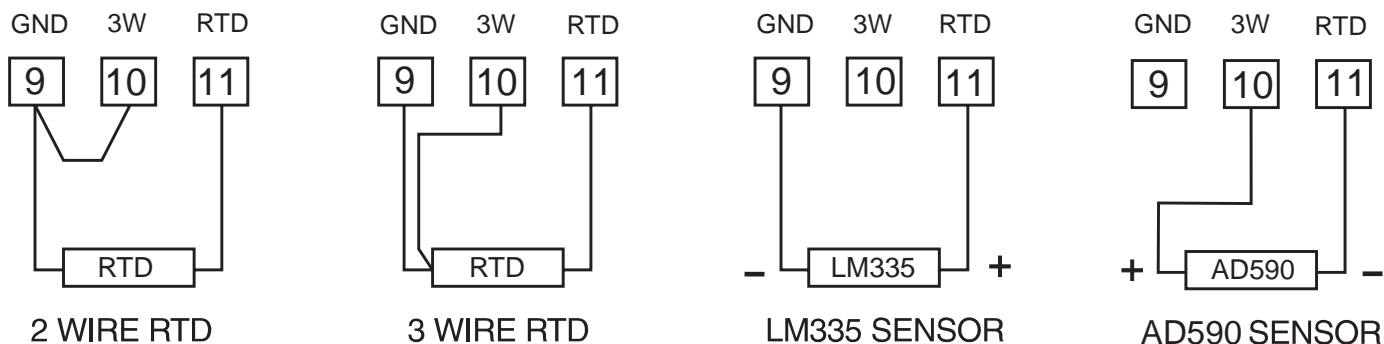 GND 3W RTD
9 10 11
RTD
2 WIRE RTD
GND 3W RTD
9 10 11
RTD
3 WIRE RTD
GND 3W RTD
9 10 11
– LM335 +
LM335 SENSOR
GND 3W RTD
9 10 11
+ AD590 –
AD590 SENSOR